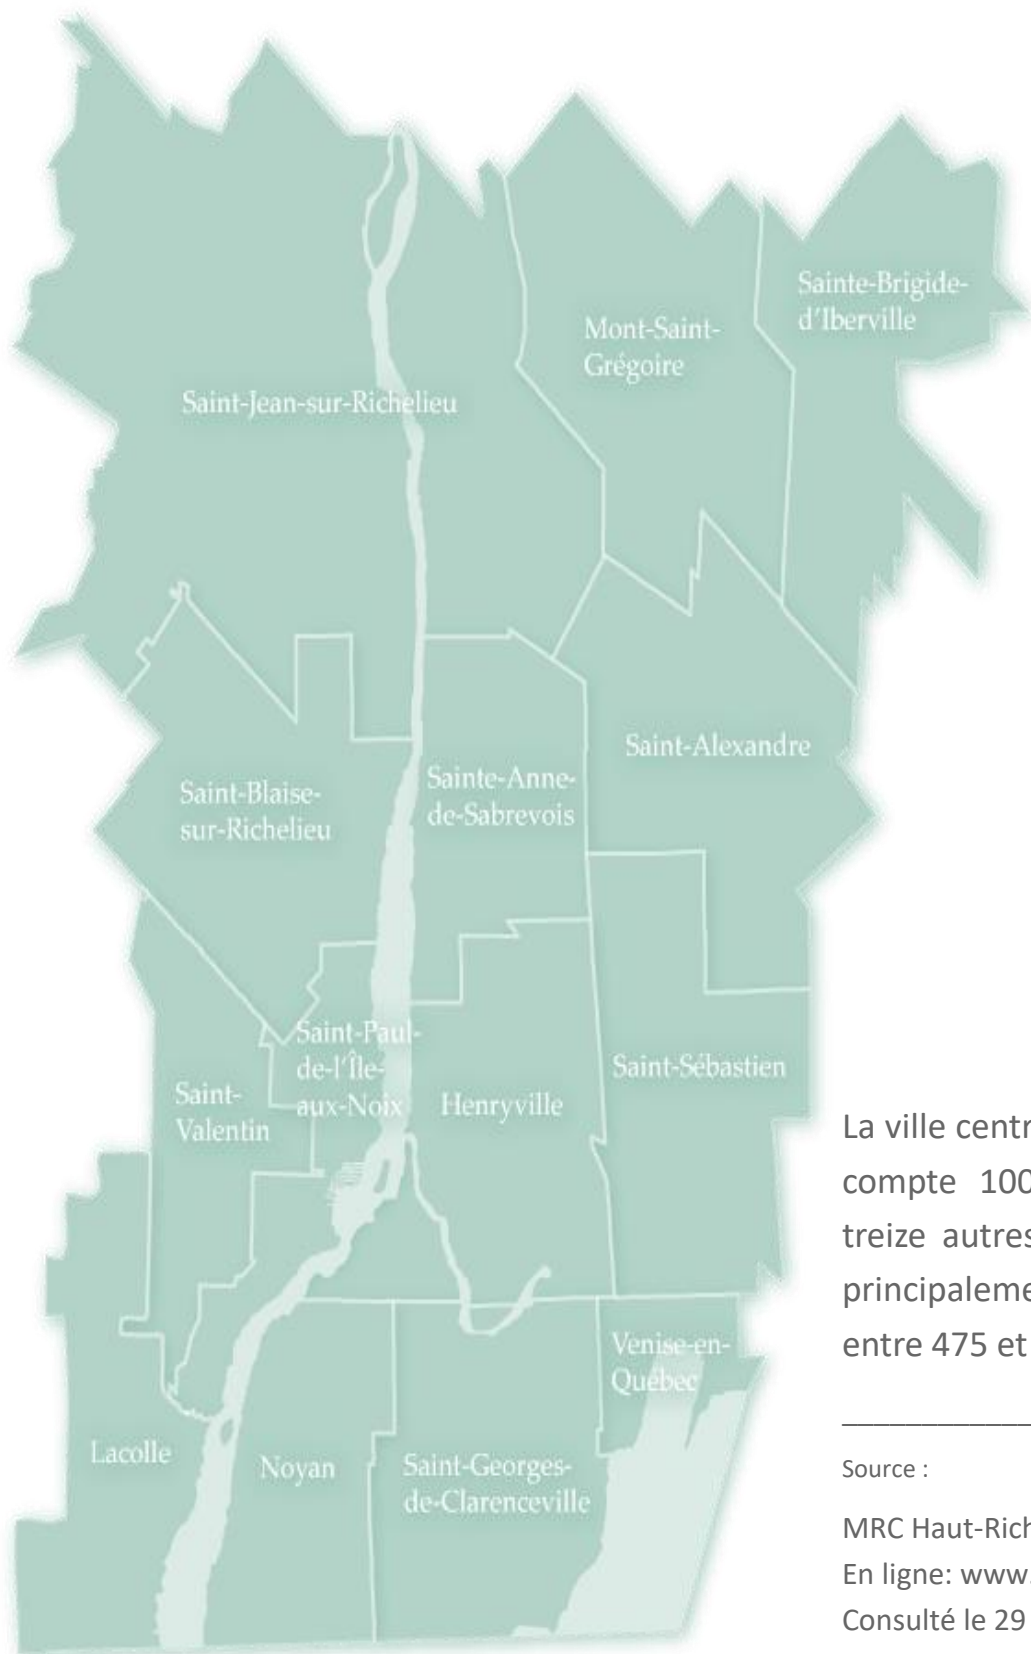 Sainte-Brigide-
d'Iberville
Mont-Saint-
Grégoire
Saint-Jean-sur-Richelieu
Saint-Alexandre
Sainte-Anne-
de-Sabrevois
Saint-Blaise-
sur-Richelieu
Saint-Paul-
de-l'Île-
aux-Noix
Saint-Sébastien
Saint-
Valentin
Henryville
Venise-en-
Québec
Lacolle
Noyan
Saint-Georges-
de-Clarenceville
La ville centr
compte 100
treize autres
principaleme
entre 475 et
Source :
MRC Haut-Rich
En ligne: www.
Consulté le 29